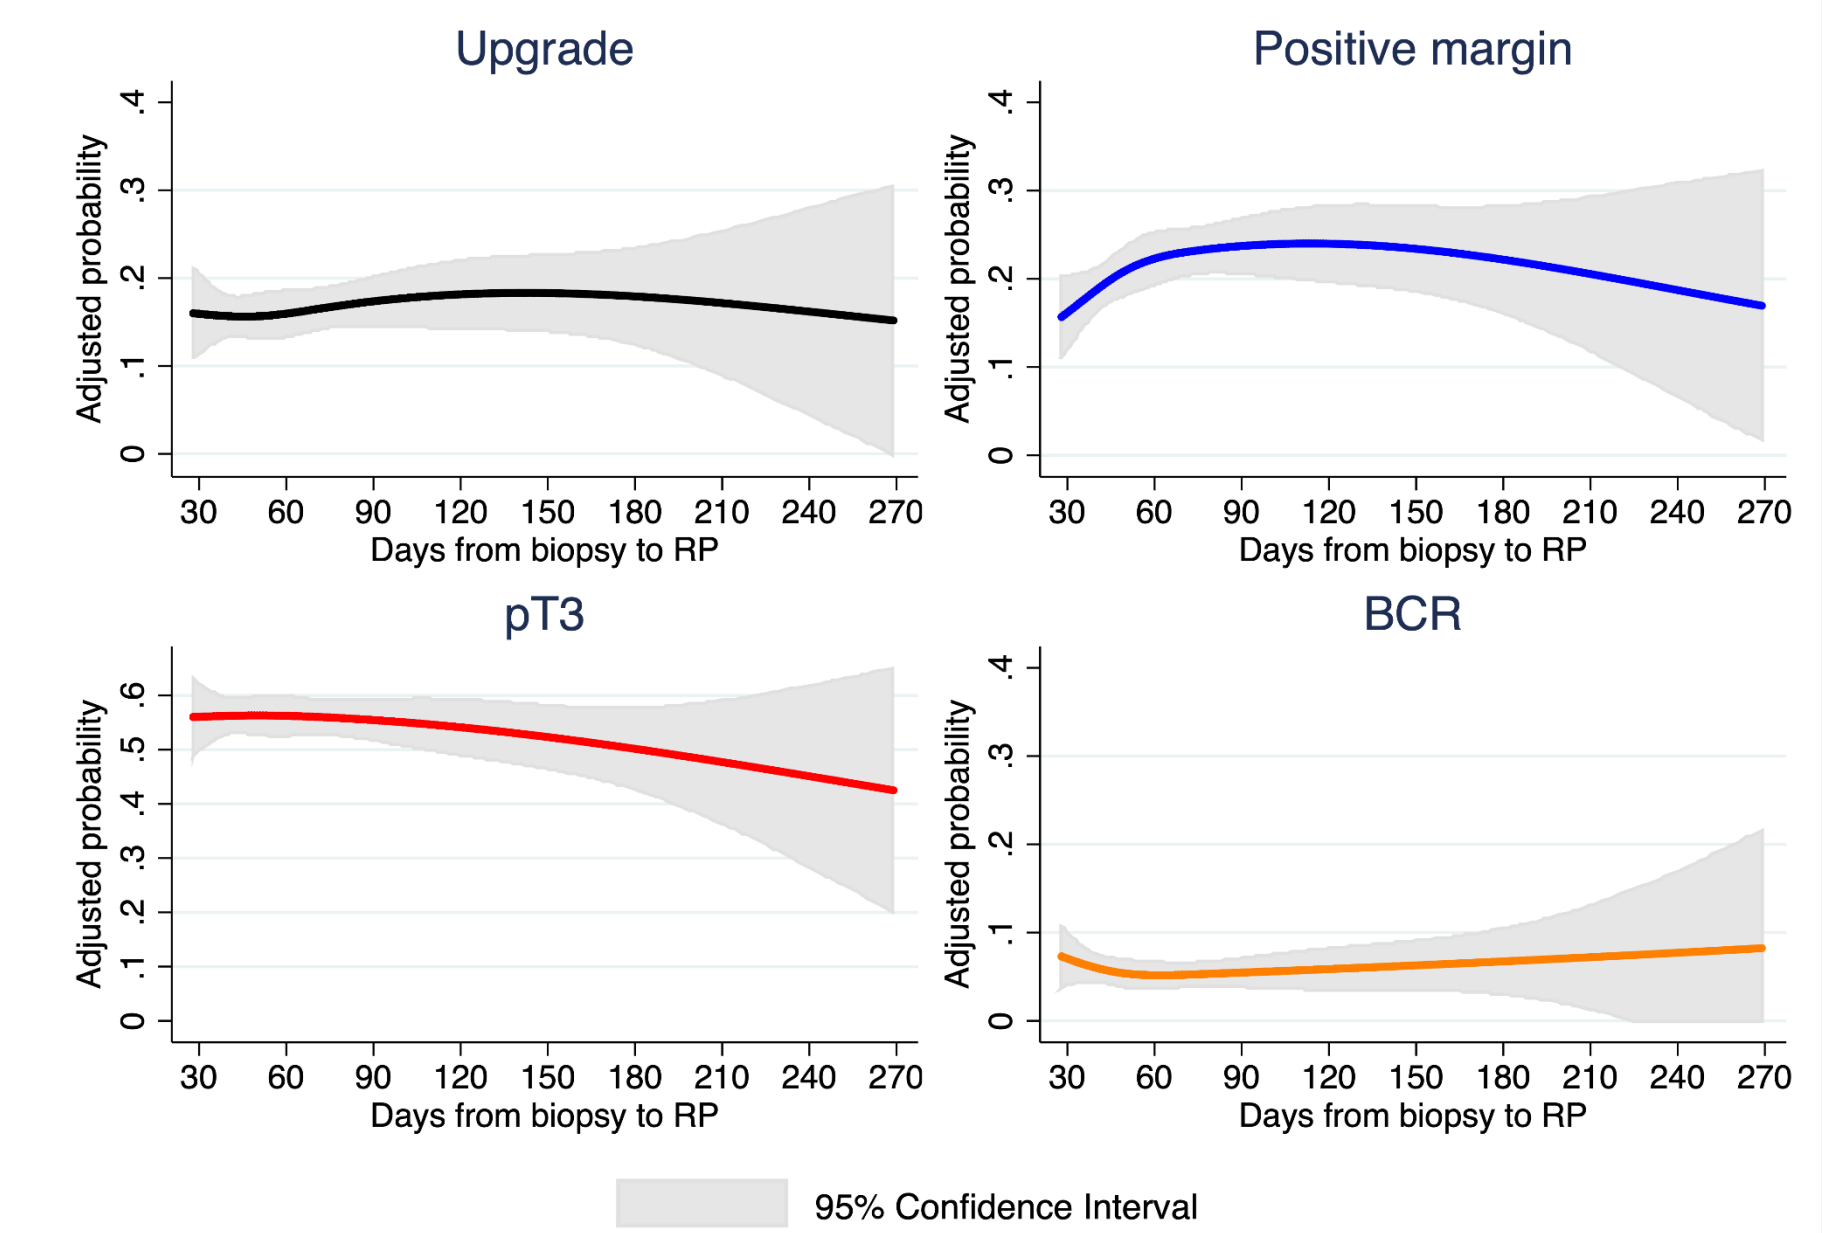 Upgrade
Adjusted probability
.4
.3
.2
.1
0
30 60 90 120 150 180 210 240 270
Days from biopsy to RP
Positive margin
Adjusted probability
.4
.3
.2
.1
0
30 60 90 120 150 180 210 240 270
Days from biopsy to RP
pT3
Adjusted probability
.6
.5
.4
.3
.2
.1
0
30 60 90 120 150 180 210 240 270
Days from biopsy to RP
BCR
Adjusted probability
.4
.3
.2
.1
0
30 60 90 120 150 180 210 240 270
Days from biopsy to RP
95% Confidence Interval